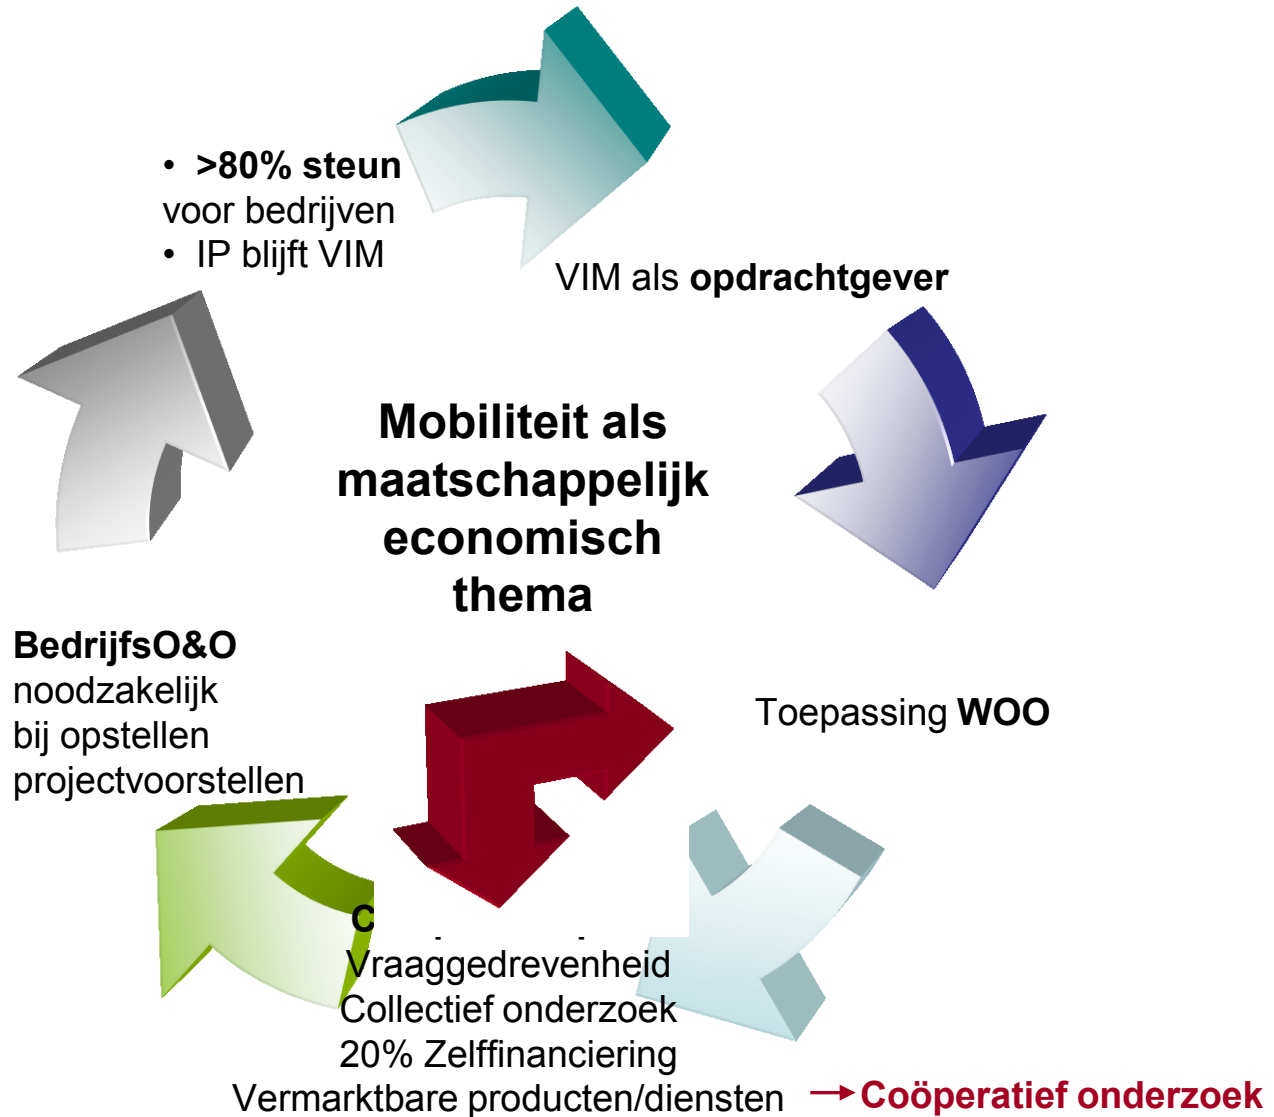 • >80% steun
voor bedrijven
• IP blijft VIM
VIM als opdrachtgever
Mobiliteit als
maatschappelijk
economisch
thema
BedrijfsO&O
noodzakelijk
bij opstellen
projectvoorstellen
Toepassing WOO
Vraaggedrevenheid
Collectief onderzoek
20% Zelffinanciering
Vermarktbare producten/diensten → Coöperatief onderzoek